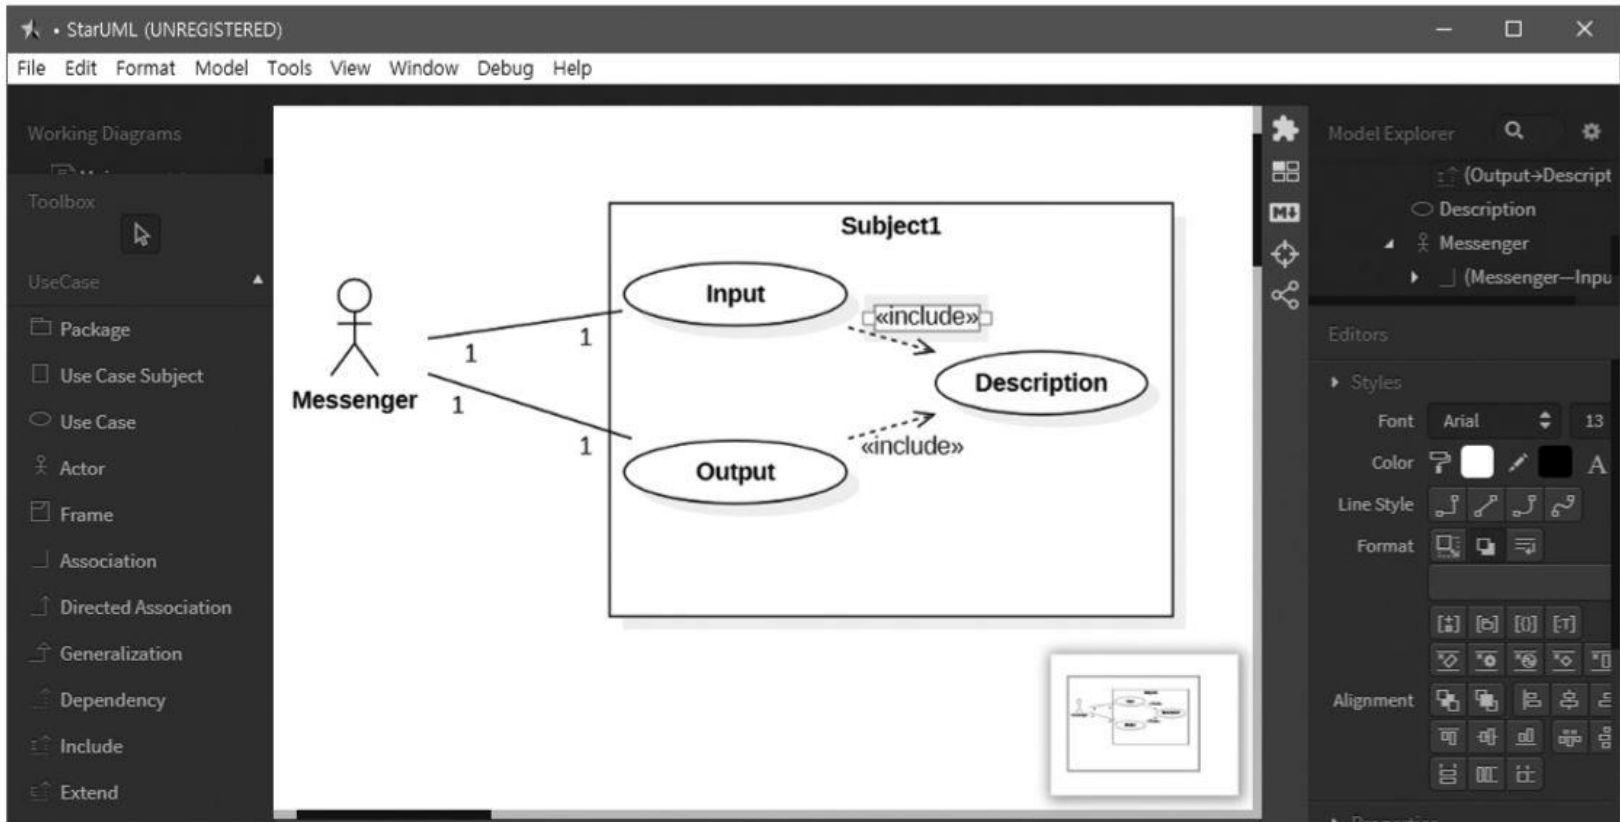 • StarUML (UNREGISTERED)
File Edit Format Model Tools View Window Debug Help
Working Diagrams
Toolbox
UseCase
Package
Use Case Subject
Use Case
Actor
Frame
Association
Directed Association
Generalization
Dependency
Include
Extend
Subject1
Input
«include»
1
1
Messenger
Description
1
1
«include»
Output
Model Explorer
(Output→Descript
Description
Messenger
(Messenger—Inpu
Editors
Styles
Font Arial 13
Color A
Line Style
Format
Alignment